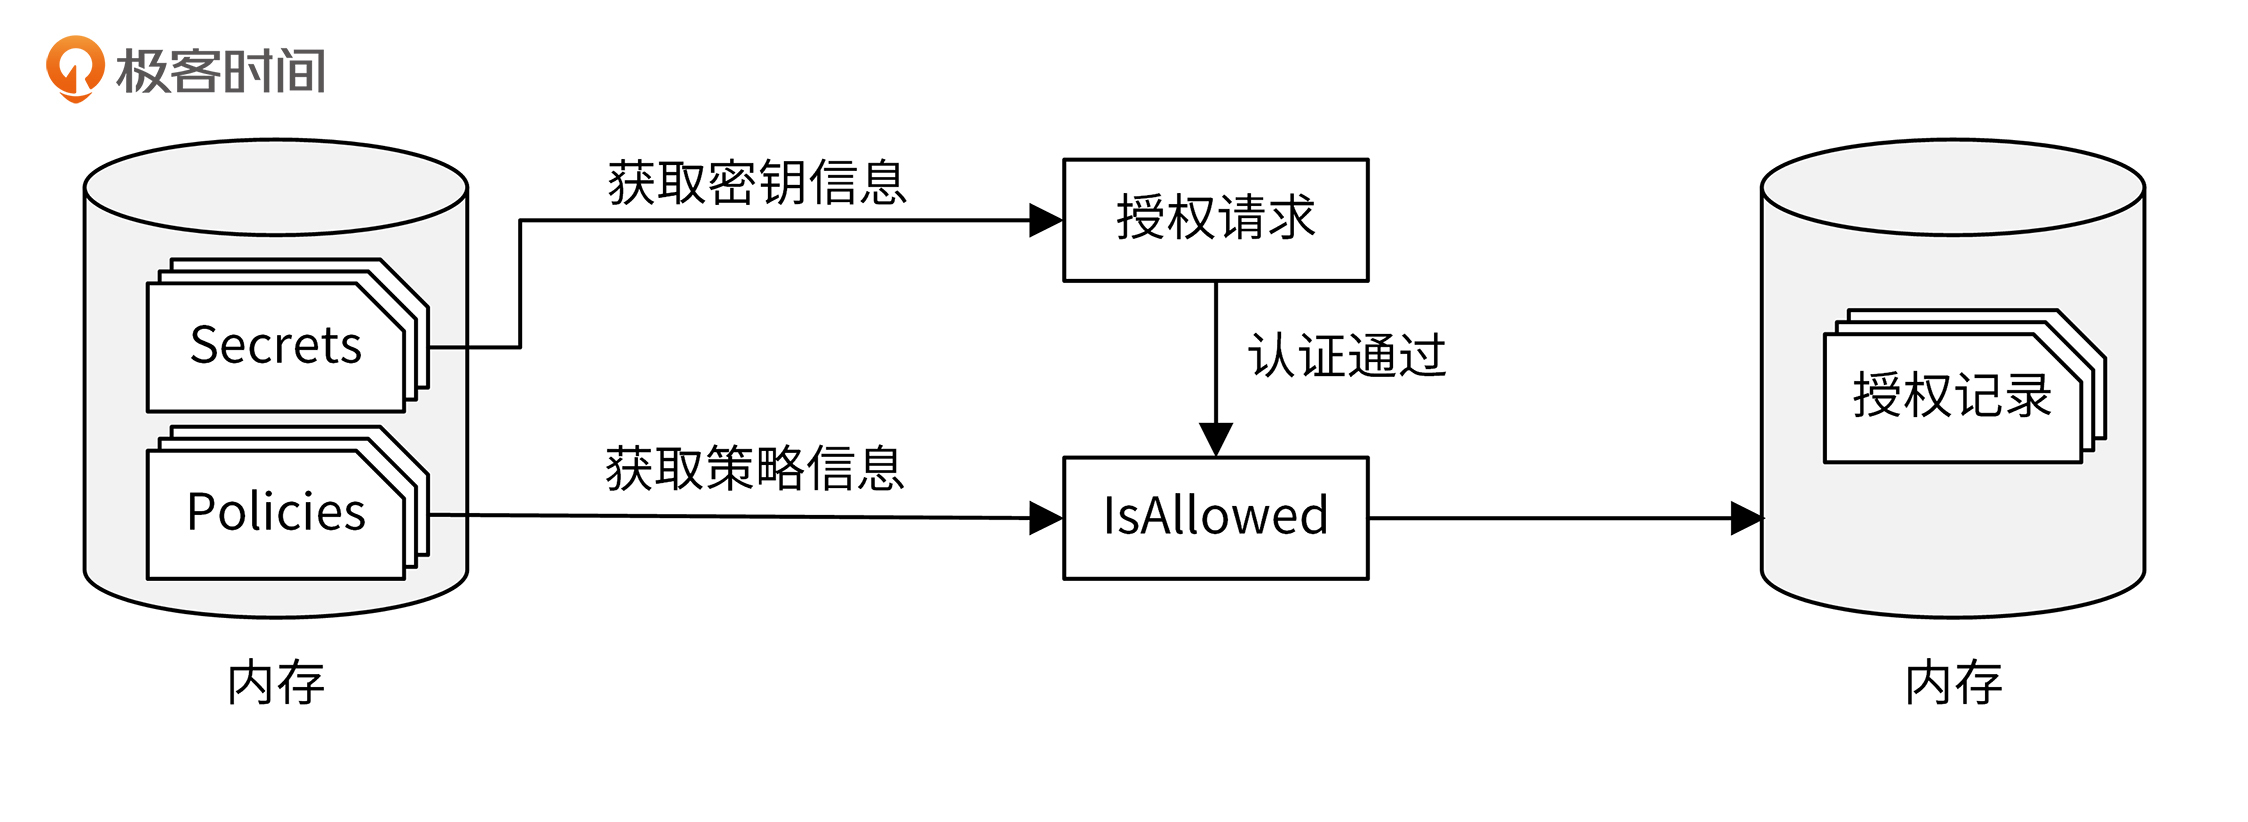 极客时间
获取密钥信息
授权请求
Secrets
认证通过
授权记录
获取策略信息
Policies
IsAllowed
内存
内存